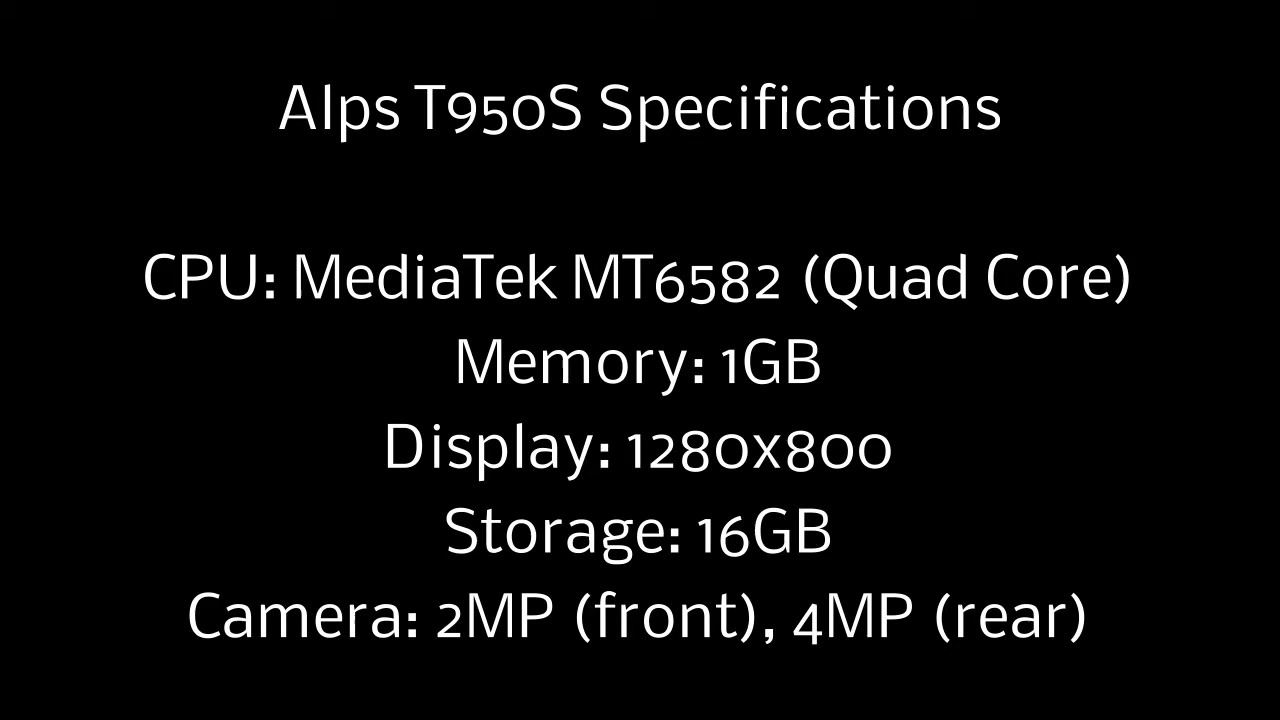 Alps T950S Specifications
CPU: MediaTek MT6582 (Quad Core)
Memory: 1GB
Display: 1280x800
Storage: 16GB
Camera: 2MP (front), 4MP (rear)